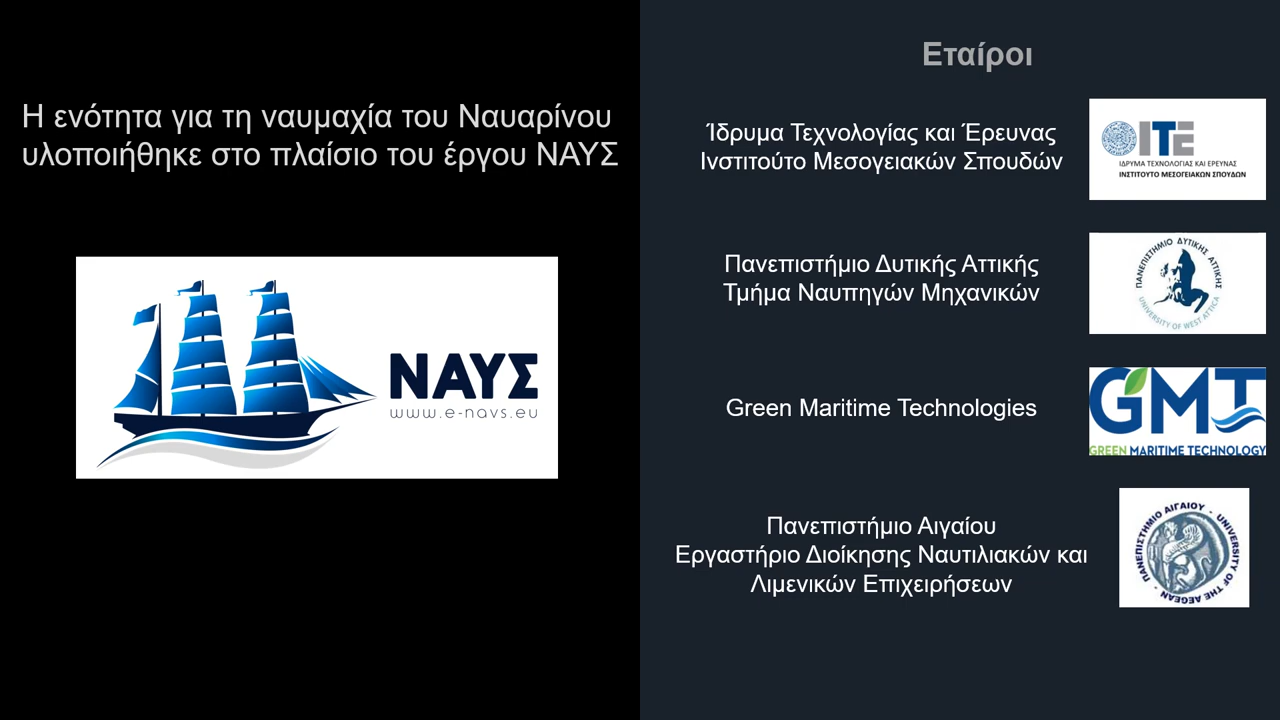 Η ενότητα για τη ναυμαχία του Ναυαρίνου
υλοποιήθηκε στο πλαίσιο του έργου ΝΑΥΣ
ΝΑΥΣ
www.e-navs.eu
Εταίροι
Ίδρυμα Τεχνολογίας και Έρευνας
Ινστιτούτο Μεσογειακών Σπουδών
ΙΤΕ
ΙΔΡΥΜΑ ΤΕΧΝΟΛΟΓΙΑΣ ΚΑΙ ΕΡΕΥΝΑΣ
ΙΝΣΤΙΤΟΥΤΟ ΜΕΣΟΓΕΙΑΚΩΝ ΣΠΟΥΔΩΝ
Πανεπιστήμιο Δυτικής Αττικής
Τμήμα Ναυπηγών Μηχανικών
ΠΑΝΕΠΙΣΤΗΜΙΟ ΔΥΤΙΚΗΣ ΑΤΤΙΚΗΣ
UNIVERSITY OF WEST ATTICA
Green Maritime Technologies
GMT
GREEN MARITIME TECHNOLOGY
Πανεπιστήμιο Αιγαίου
Εργαστήριο Διοίκησης Ναυτιλιακών και
Λιμενικών Επιχειρήσεων
ΠΑΝΕΠΙΣΤΗΜΙΟ ΑΙΓΑΙΟΥ - UNIVERSITY OF THE AEGEAN -